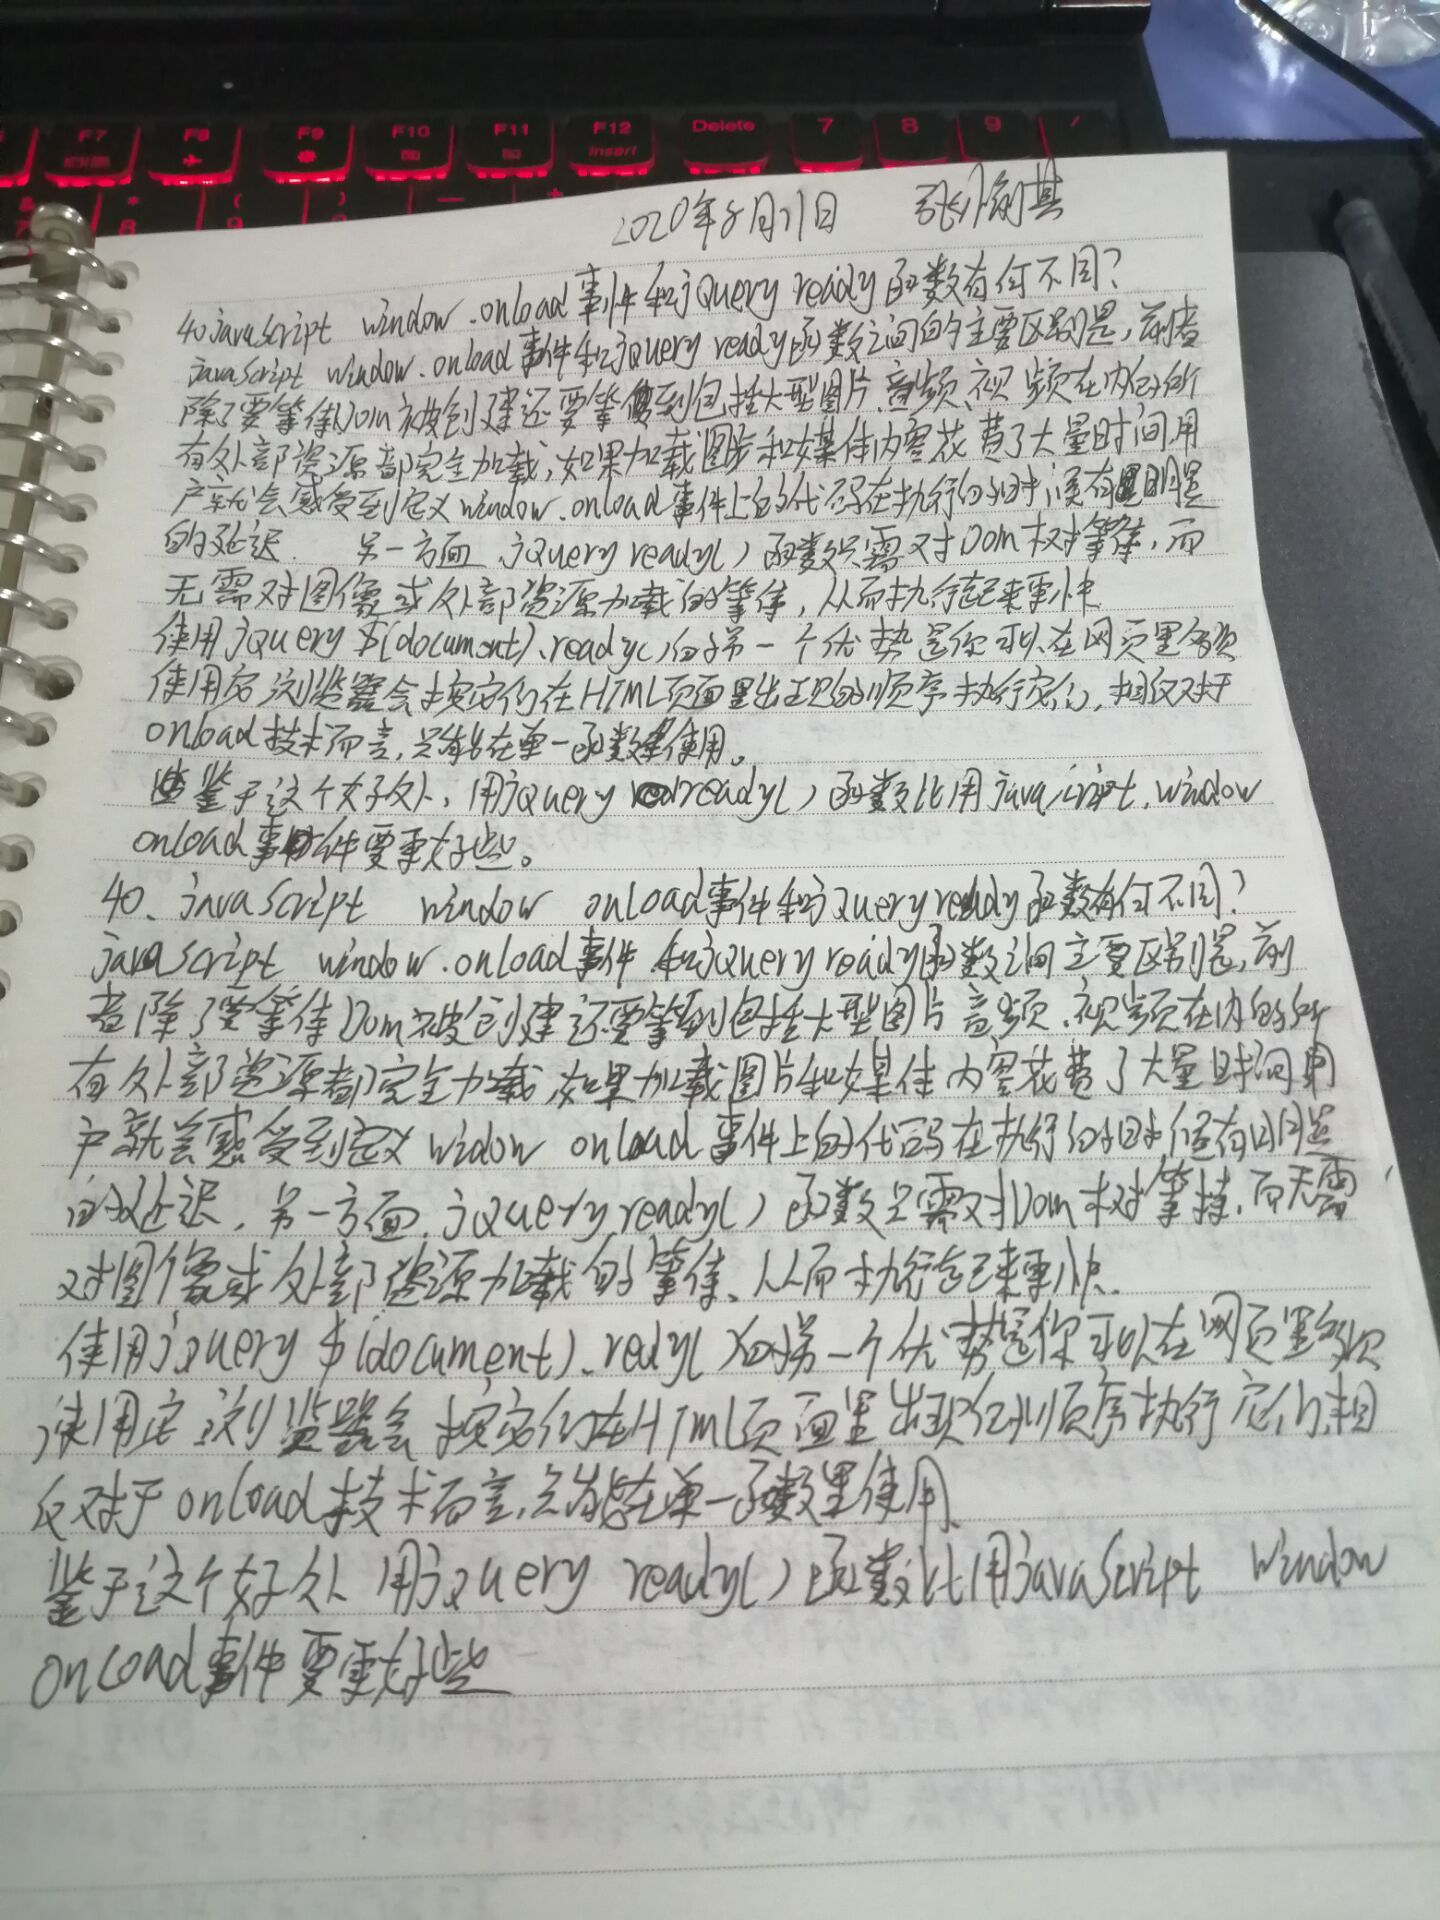 F7 F8 F9 F10 F11 F12 Delete 7 8 9 /
Insert
7 8 9
2020年8月21日
40 javascript window.onload事件和jQuery ready函数有何不同?
javascript window.onload事件和jQuery ready函数之间的主要区别是,前者
除了要等待Dom被创建还要等到包括大型图片、音频、视频在内的所
有外部资源都完全加载,如果加载图片和媒体内容花费了大量时间用
户就会感受到定义window.onload事件上的代码在执行的时,没有明显
的延迟. 另一方面,jQuery ready()函数只需对Dom树等待,而
无需对图像或外部资源加载的等待,从而执行起来更快
使用jQuery $(document).ready()的另一个优势是你可以在网页里多次
使用它浏览器会按它们在HTML页面里出现的顺序执行它们,相反对于
onload技术而言,只能在单一函数里使用。
鉴于这个好处,用jQuery ready()函数比用javascript.window
onload事件要更好些。
40. javascript window onload事件和jQuery ready函数有何不同?
javascript window.onload事件和jQuery ready函数之间主要区别是,前
者除了要等待Dom被创建还要等到包括大型图片音频、视频在内的所
有外部资源都完全加载,如果加载图片和媒体内容花费了大量时间用
户就会感受到定义widow onload事件上的代码在执行的时 有明显
的延迟,另一方面,jQuery ready()函数只需对Dom树等待,而无需
对图像或外部资源加载的等待、从而执行起来更快.
使用jQuery $(document).redy()的另一个优势是你可以在网页里多次
使用它浏览器会按它们在HTML页面里出现的顺序执行它们,相
反对于onload技术而言,只能在单一函数里使用、
鉴于这个好处用jQuery ready()函数比用javascript window
onload事件要更好些